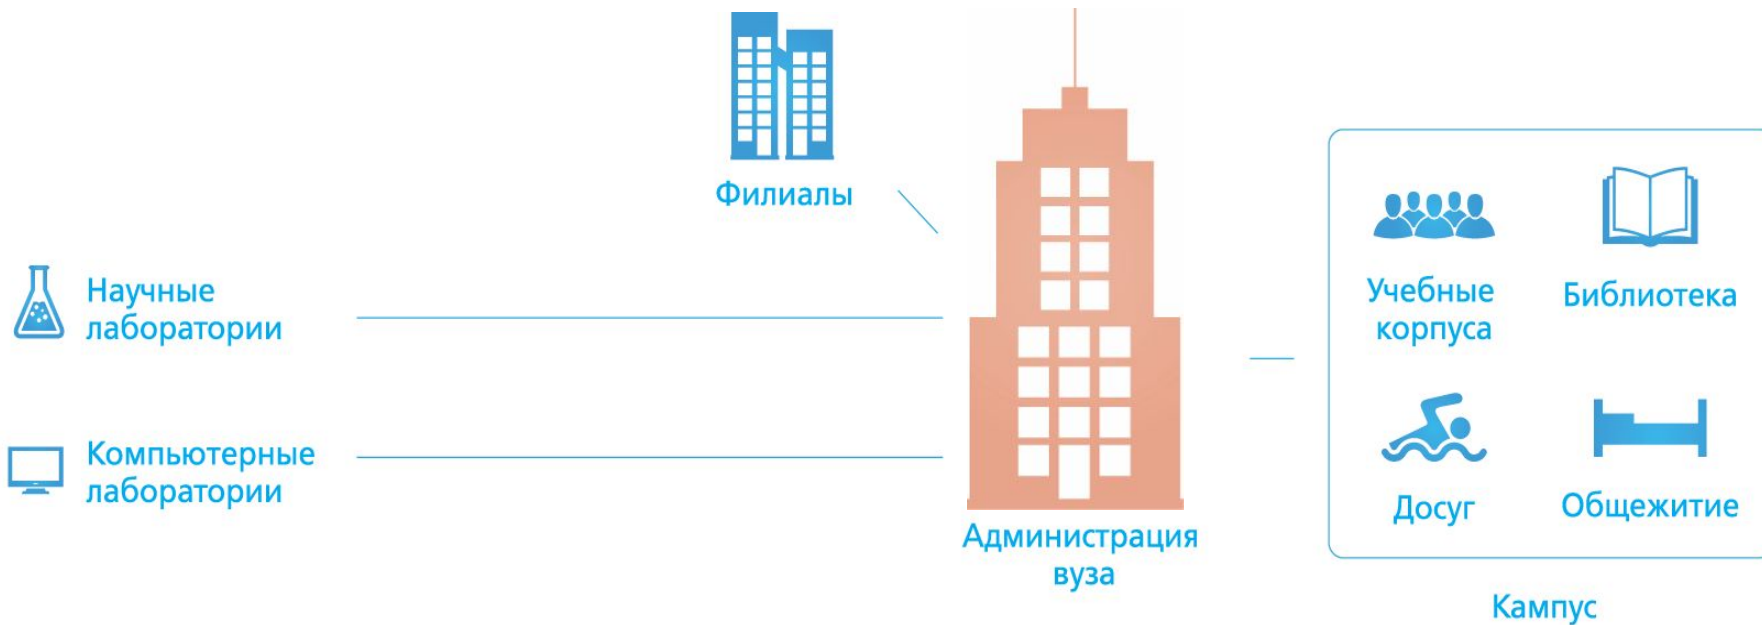 Филиалы
Научные
лаборатории
Компьютерные
лаборатории
Администрация
вуза
Учебные
корпуса
Библиотека
Досуг
Общежитие
Кампус